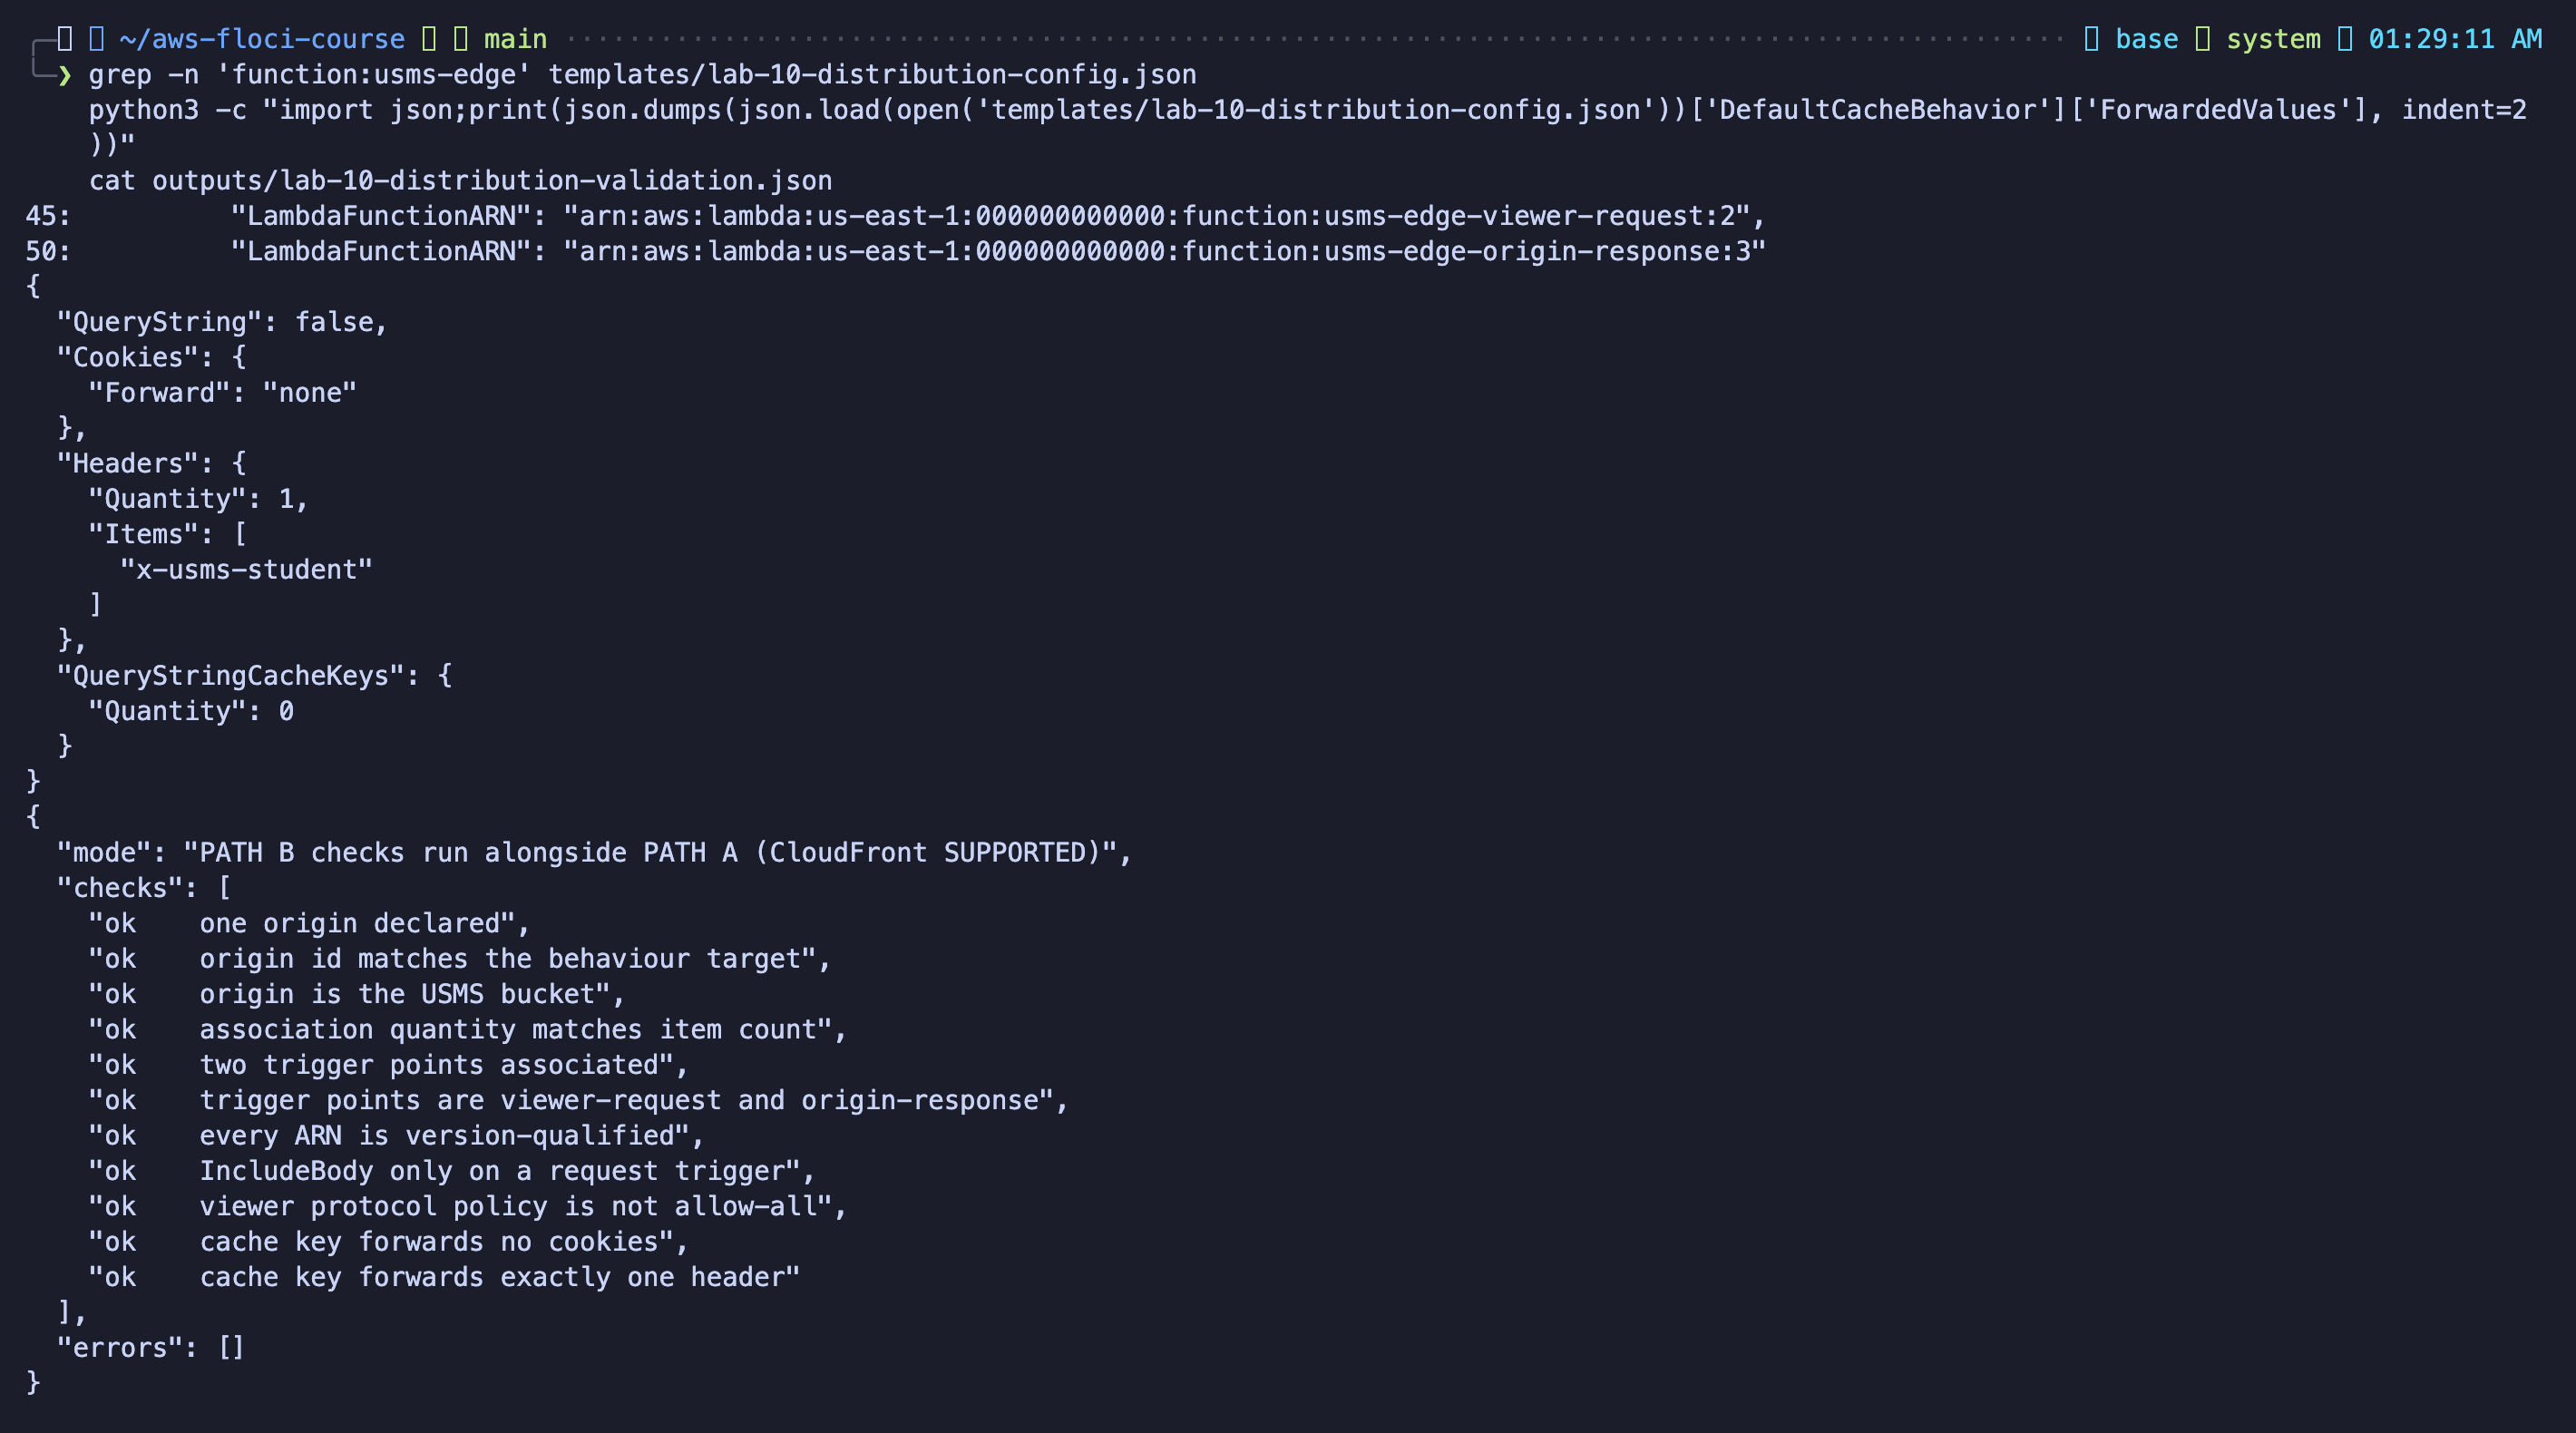 ~/aws-floci-course main base system 01:29:11 AM
❯ grep -n 'function:usms-edge' templates/lab-10-distribution-config.json
python3 -c "import json;print(json.dumps(json.load(open('templates/lab-10-distribution-config.json'))['DefaultCacheBehavior']['ForwardedValues'], indent=2
))"
cat outputs/lab-10-distribution-validation.json
45:          "LambdaFunctionARN": "arn:aws:lambda:us-east-1:000000000000:function:usms-edge-viewer-request:2",
50:          "LambdaFunctionARN": "arn:aws:lambda:us-east-1:000000000000:function:usms-edge-origin-response:3"
{
  "QueryString": false,
  "Cookies": {
    "Forward": "none"
  },
  "Headers": {
    "Quantity": 1,
    "Items": [
      "x-usms-student"
    ]
  },
  "QueryStringCacheKeys": {
    "Quantity": 0
  }
}
{
  "mode": "PATH B checks run alongside PATH A (CloudFront SUPPORTED)",
  "checks": [
    "ok    one origin declared",
    "ok    origin id matches the behaviour target",
    "ok    origin is the USMS bucket",
    "ok    association quantity matches item count",
    "ok    two trigger points associated",
    "ok    trigger points are viewer-request and origin-response",
    "ok    every ARN is version-qualified",
    "ok    IncludeBody only on a request trigger",
    "ok    viewer protocol policy is not allow-all",
    "ok    cache key forwards no cookies",
    "ok    cache key forwards exactly one header"
  ],
  "errors": []
}